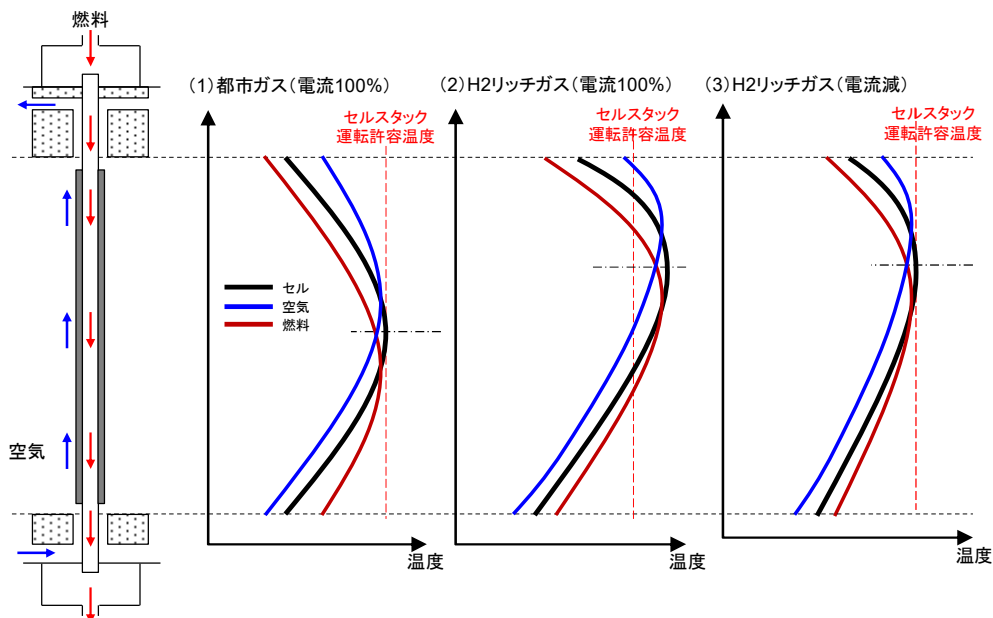 燃料
(1)都市ガス(電流100%)
(2)H2リッチガス(電流100%)
(3)H2リッチガス(電流減)
セルスタック
運転許容温度
セルスタック
運転許容温度
セルスタック
運転許容温度
セル
空気
燃料
空気
温度
温度
温度